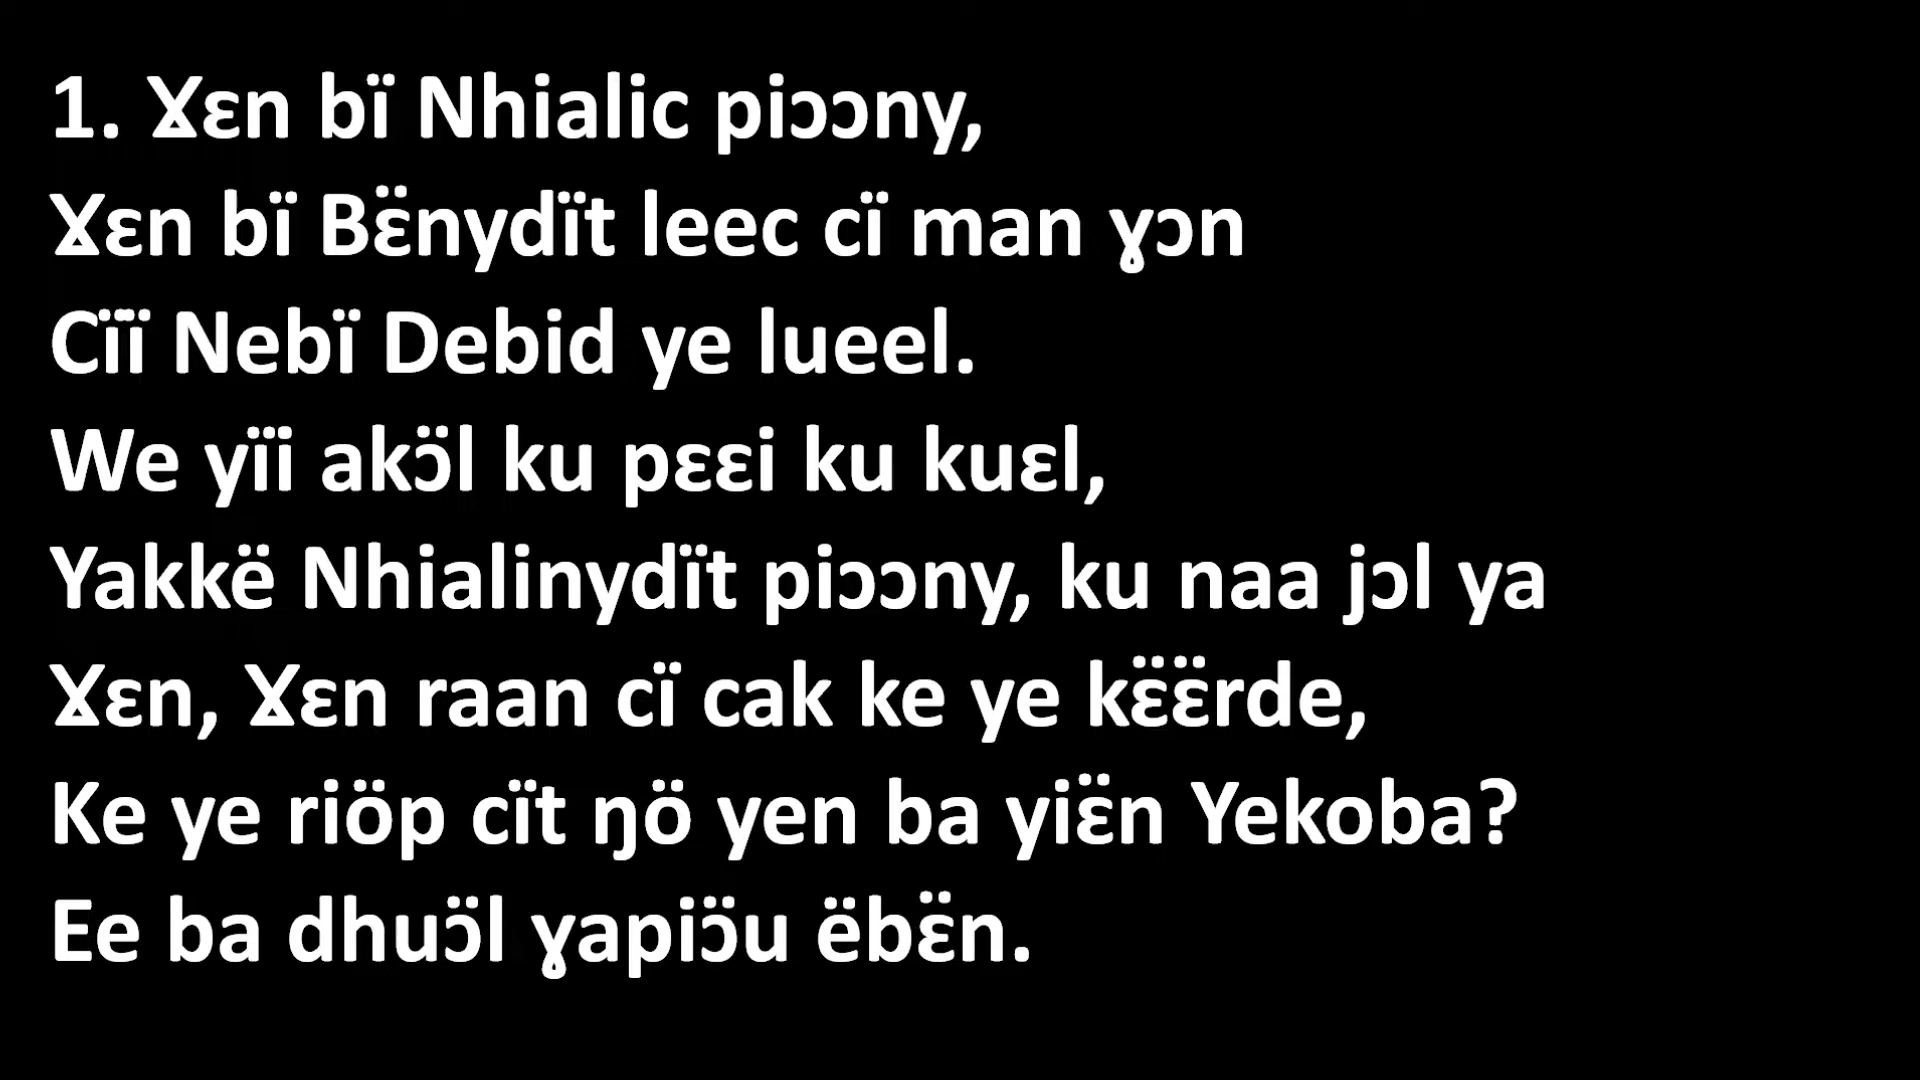 1. Ɣɛn bï Nhialic piɔɔny,
Ɣɛn bï Bɛ̈nydït leec cï man ɣɔn
Cïï Nebï Debid ye lueel.
We yïï akɔ̈l ku pɛɛi ku kuɛl,
Yakkë Nhialinydït piɔɔny, ku naa jɔl ya
Ɣɛn, Ɣɛn raan cï cak ke ye kɛ̈ɛ̈rde,
Ke ye riöp cït ŋö yen ba yiɛ̈n Yekoba?
Ee ba dhuɔ̈l ɣapiɔ̈u ëbɛ̈n.